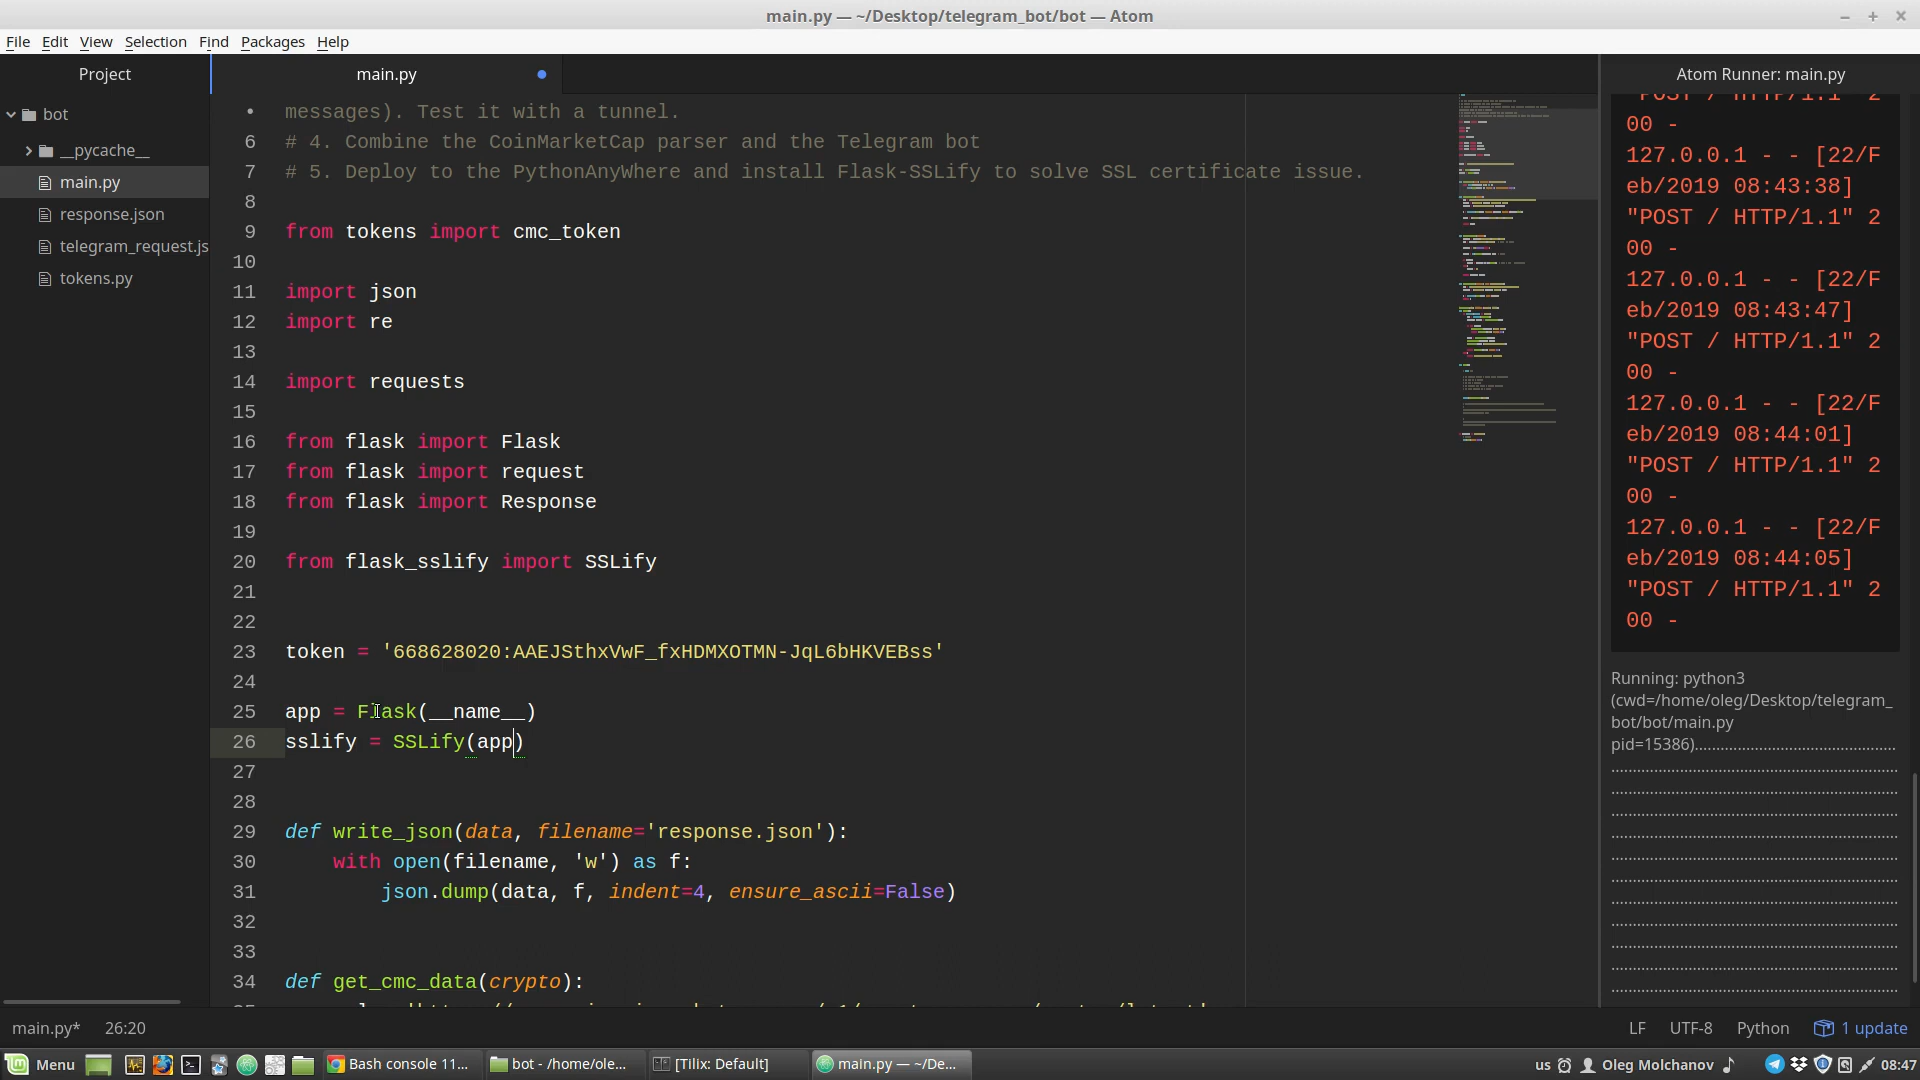 main.py — ~/Desktop/telegram_bot/bot — Atom
File Edit View Selection Find Packages Help
Project
main.py
Atom Runner: main.py
bot
__pycache__
main.py
response.json
telegram_request.js
tokens.py
• messages). Test it with a tunnel.
6 # 4. Combine the CoinMarketCap parser and the Telegram bot
7 # 5. Deploy to the PythonAnyWhere and install Flask-SSLify to solve SSL certificate issue.
8
9 from tokens import cmc_token
10
11 import json
12 import re
13
14 import requests
15
16 from flask import Flask
17 from flask import request
18 from flask import Response
19
20 from flask_sslify import SSLify
21
22
23 token = '668628020:AAEJSthxVwF_fxHDMXOTMN-JqL6bHKVEBss'
24
25 app = Flask(__name__)
26 sslify = SSLify(app)
27
28
29 def write_json(data, filename='response.json'):
30     with open(filename, 'w') as f:
31         json.dump(data, f, indent=4, ensure_ascii=False)
32
33
34 def get_cmc_data(crypto):
"POST / HTTP/1.1" 2
00 -
127.0.0.1 - - [22/F
eb/2019 08:43:38]
"POST / HTTP/1.1" 2
00 -
127.0.0.1 - - [22/F
eb/2019 08:43:47]
"POST / HTTP/1.1" 2
00 -
127.0.0.1 - - [22/F
eb/2019 08:44:01]
"POST / HTTP/1.1" 2
00 -
127.0.0.1 - - [22/F
eb/2019 08:44:05]
"POST / HTTP/1.1" 2
00 -
Running: python3
(cwd=/home/oleg/Desktop/telegram_
bot/bot/main.py
pid=15386)
main.py* 26:20
LF UTF-8 Python 1 update
Menu Bash console 11... bot - /home/ole... [Tilix: Default] main.py — ~/De... us Oleg Molchanov 08:47